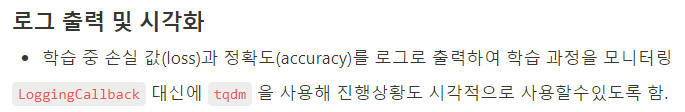 로그 출력 및 시각화
• 학습 중 손실 값(loss)과 정확도(accuracy)를 로그로 출력하여 학습 과정을 모니터링
LoggingCallback 대신에 tqdm 을 사용해 진행상황도 시각적으로 사용할수있도록 함.